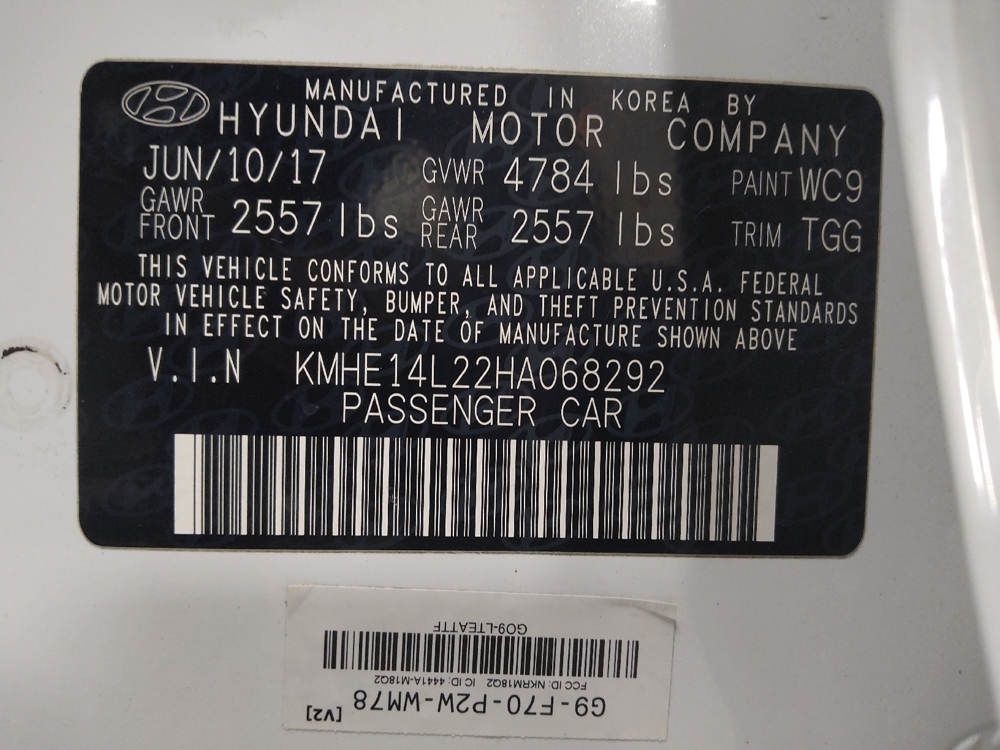 MANUFACTURED IN KOREA BY
HYUNDAI MOTOR COMPANY
JUN/10/17 GVWR 4784 lbs PAINT WC9
GAWR FRONT 2557 lbs GAWR REAR 2557 lbs TRIM TGG
THIS VEHICLE CONFORMS TO ALL APPLICABLE U.S.A. FEDERAL
MOTOR VEHICLE SAFETY, BUMPER, AND THEFT PREVENTION STANDARDS
IN EFFECT ON THE DATE OF MANUFACTURE SHOWN ABOVE
V.I.N KMHE14L22HA068292
PASSENGER CAR
G9-F70-P2W-WM78 [V2]
FCC ID: NKRM18Q2 IC ID: 4441A-M18Q2
GO9-LTEATTF